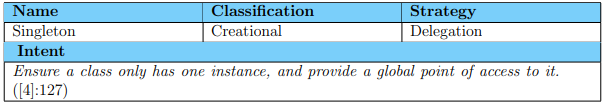 Name Classification Strategy
Singleton Creational Delegation
Intent
Ensure a class only has one instance, and provide a global point of access to it.
([4]:127)